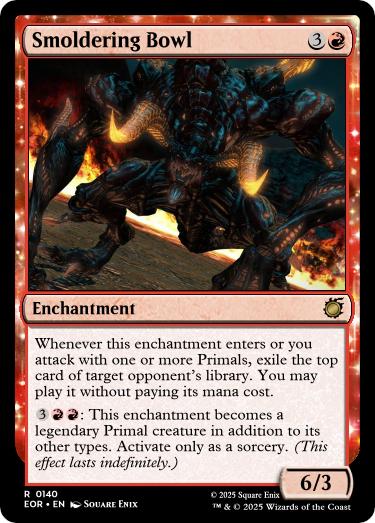 Smoldering Bowl 3
Enchantment
Whenever this enchantment enters or you
attack with one or more Primals, exile the top
card of target opponent's library. You may
play it without paying its mana cost.
3 : This enchantment becomes a
legendary Primal creature in addition to its
other types. Activate only as a sorcery. (This
effect lasts indefinitely.)
6/3
R 0140
EOR • EN SQUARE ENIX
© 2025 Square Enix
™ & © 2025 Wizards of the Coast